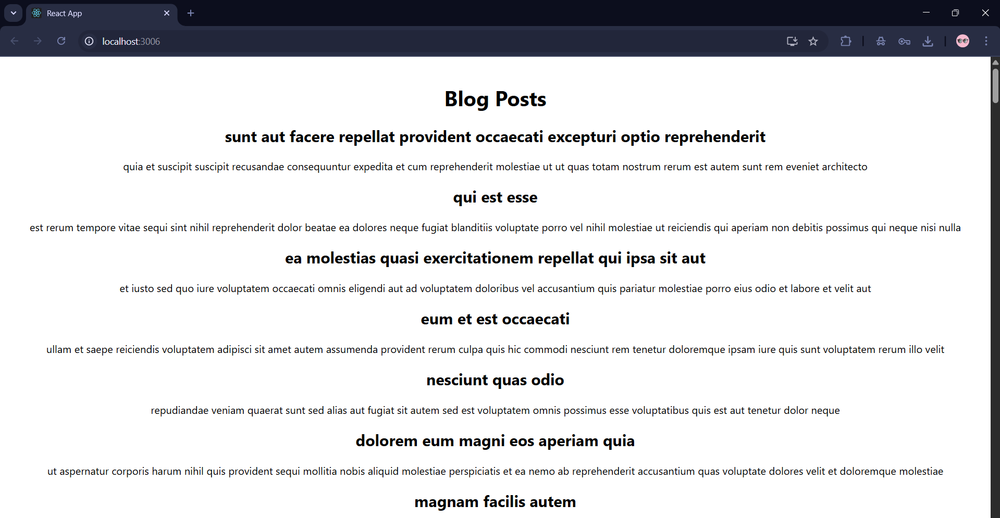 React App
localhost:3006
Blog Posts
sunt aut facere repellat provident occaecati excepturi optio reprehenderit
quia et suscipit suscipit recusandae consequuntur expedita et cum reprehenderit molestiae ut ut quas totam nostrum rerum est autem sunt rem eveniet architecto
qui est esse
est rerum tempore vitae sequi sint nihil reprehenderit dolor beatae ea dolores neque fugiat blanditiis voluptate porro vel nihil molestiae ut reiciendis qui aperiam non debitis possimus qui neque nisi nulla
ea molestias quasi exercitationem repellat qui ipsa sit aut
et iusto sed quo iure voluptatem occaecati omnis eligendi aut ad voluptatem doloribus vel accusantium quis pariatur molestiae porro eius odio et labore et velit aut
eum et est occaecati
ullam et saepe reiciendis voluptatem adipisci sit amet autem assumenda provident rerum culpa quis hic commodi nesciunt rem tenetur doloremque ipsam iure quis sunt voluptatem rerum illo velit
nesciunt quas odio
repudiandae veniam quaerat sunt sed alias aut fugiat sit autem sed est voluptatem omnis possimus esse voluptatibus quis est aut tenetur dolor neque
dolorem eum magni eos aperiam quia
ut aspernatur corporis harum nihil quis provident sequi mollitia nobis aliquid molestiae perspiciatis et ea nemo ab reprehenderit accusantium quas voluptate dolores velit et doloremque molestiae
magnam facilis autem